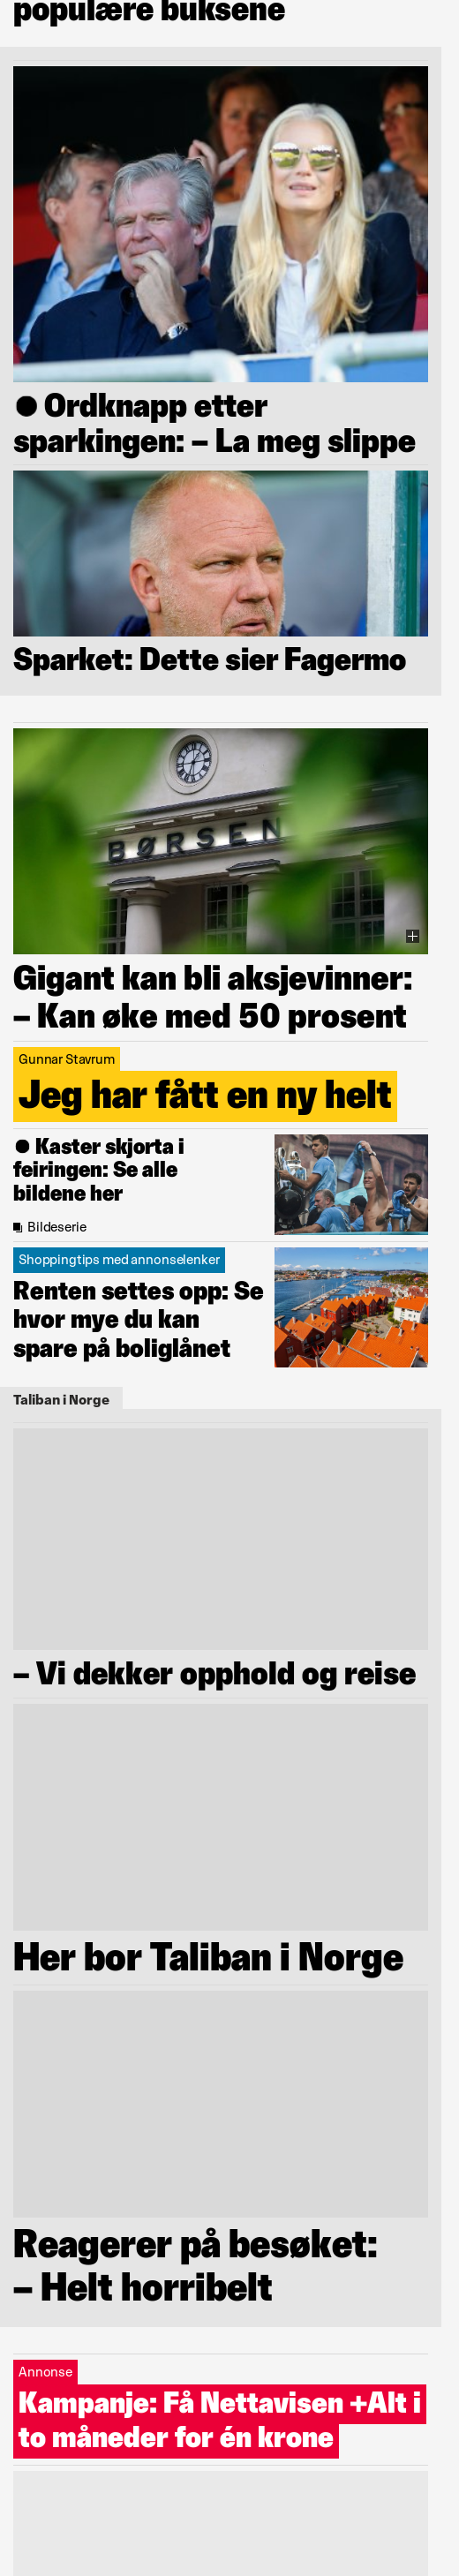 populære buksene
Ordknapp etter
sparkingen: – La meg slippe
Sparket: Dette sier Fagermo
BØRSEN
Gigant kan bli aksjevinner:
– Kan øke med 50 prosent
Gunnar Stavrum
Jeg har fått en ny helt
Kaster skjorta i
feiringen: Se alle
bildene her
Bildeserie
Shoppingtips med annonselenker
Renten settes opp: Se
hvor mye du kan
spare på boliglånet
Taliban i Norge
– Vi dekker opphold og reise
Her bor Taliban i Norge
Reagerer på besøket:
– Helt horribelt
Annonse
Kampanje: Få Nettavisen +Alt i
to måneder for én krone